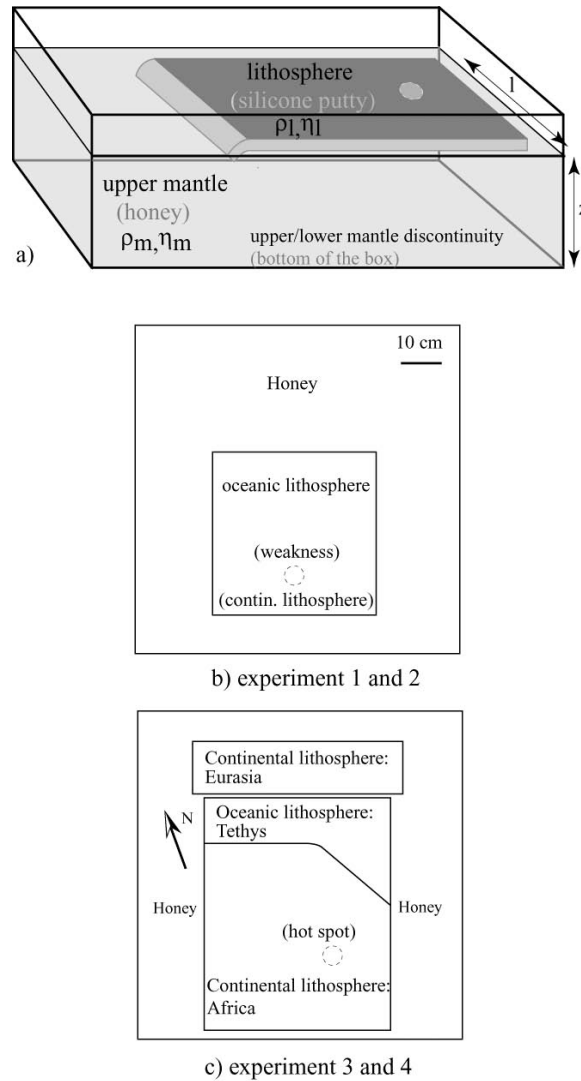 lithosphere
(silicone putty)
ρl,ηl
l
upper mantle
(honey)
ρm,ηm
z
upper/lower mantle discontinuity
(bottom of the box)
a)
10 cm
Honey
oceanic lithosphere
(weakness)
(contin. lithosphere)
b) experiment 1 and 2
Continental lithosphere:
Eurasia
Oceanic lithosphere:
Tethys
N
Honey
Honey
(hot spot)
Continental lithosphere:
Africa
c) experiment 3 and 4